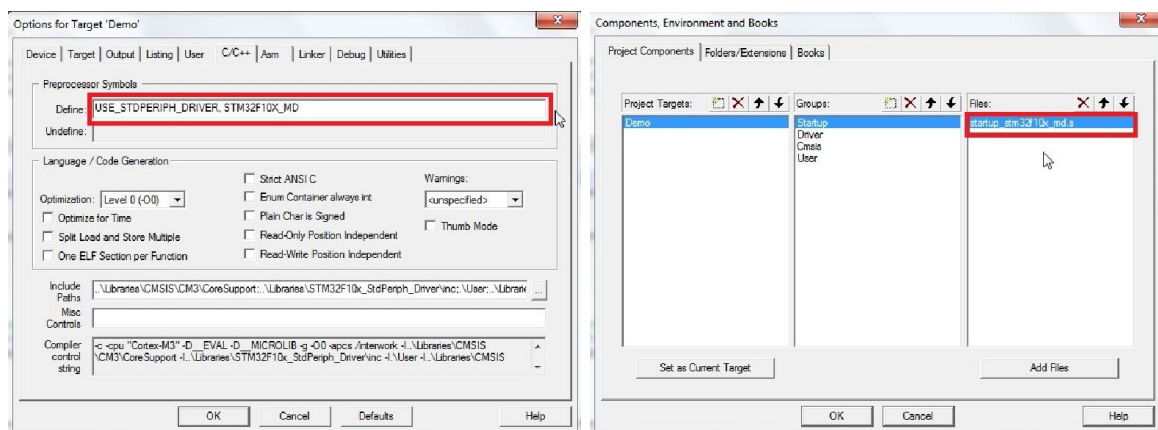 Options for Target 'Demo'
Device | Target | Output | Listing | User | C/C++ | Asm | Linker | Debug | Utilities
Preprocessor Symbols
Define: USE_STDPERIPH_DRIVER, STM32F10X_MD
Undefine:
Language / Code Generation
Optimization: Level 0 (-O0)
Optimize for Time
Split Load and Store Multiple
One ELF Section per Function
Strict ANSI C
Enum Container always int
Plain Char is Signed
Read-Only Position Independent
Read-Write Position Independent
Warnings:
<unspecified>
Thumb Mode
Include Paths
..\Libraries\CMSIS\CM3\CoreSupport;..\Libraries\STM32F10x_StdPeriph_Driver\inc;.\User;..\Librarie
...
Misc Controls
Compiler control string
-c -cpu "Cortex-M3" -D__EVAL -D__MICROLIB -g -O0 -apcs /interwork -I..\Libraries\CMSIS
\CM3\CoreSupport -I..\Libraries\STM32F10x_StdPeriph_Driver\inc -I.\User -I..\Libraries\CMSIS
OK
Cancel
Defaults
Help
Components, Environment and Books
Project Components | Folders/Extensions | Books
Project Targets:
Demo
Groups:
Startup
Driver
Cmsis
User
Files:
startup_stm32f10x_md.s
Set as Current Target
Add Files
OK
Cancel
Help